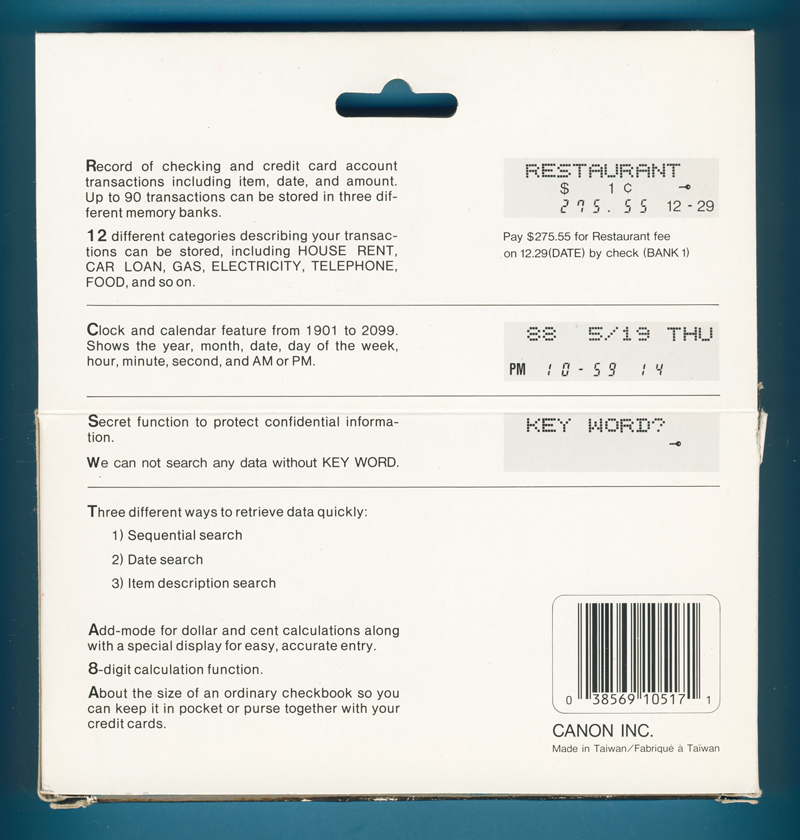 Record of checking and credit card account
transactions including item, date, and amount.
Up to 90 transactions can be stored in three dif-
ferent memory banks.
12 different categories describing your transac-
tions can be stored, including HOUSE RENT,
CAR LOAN, GAS, ELECTRICITY, TELEPHONE,
FOOD, and so on.
RESTAURANT
$ 1 ¢
275.55 12-29
Pay $275.55 for Restaurant fee
on 12.29(DATE) by check (BANK 1)
Clock and calendar feature from 1901 to 2099.
Shows the year, month, date, day of the week,
hour, minute, second, and AM or PM.
88 5/19 THU
PM 10-59 14
Secret function to protect confidential informa-
tion.
We can not search any data without KEY WORD.
KEY WORD?
Three different ways to retrieve data quickly:
1) Sequential search
2) Date search
3) Item description search
Add-mode for dollar and cent calculations along
with a special display for easy, accurate entry.
8-digit calculation function.
About the size of an ordinary checkbook so you
can keep it in pocket or purse together with your
credit cards.
0 38569 10517 1
CANON INC.
Made in Taiwan/Fabriqué à Taïwan